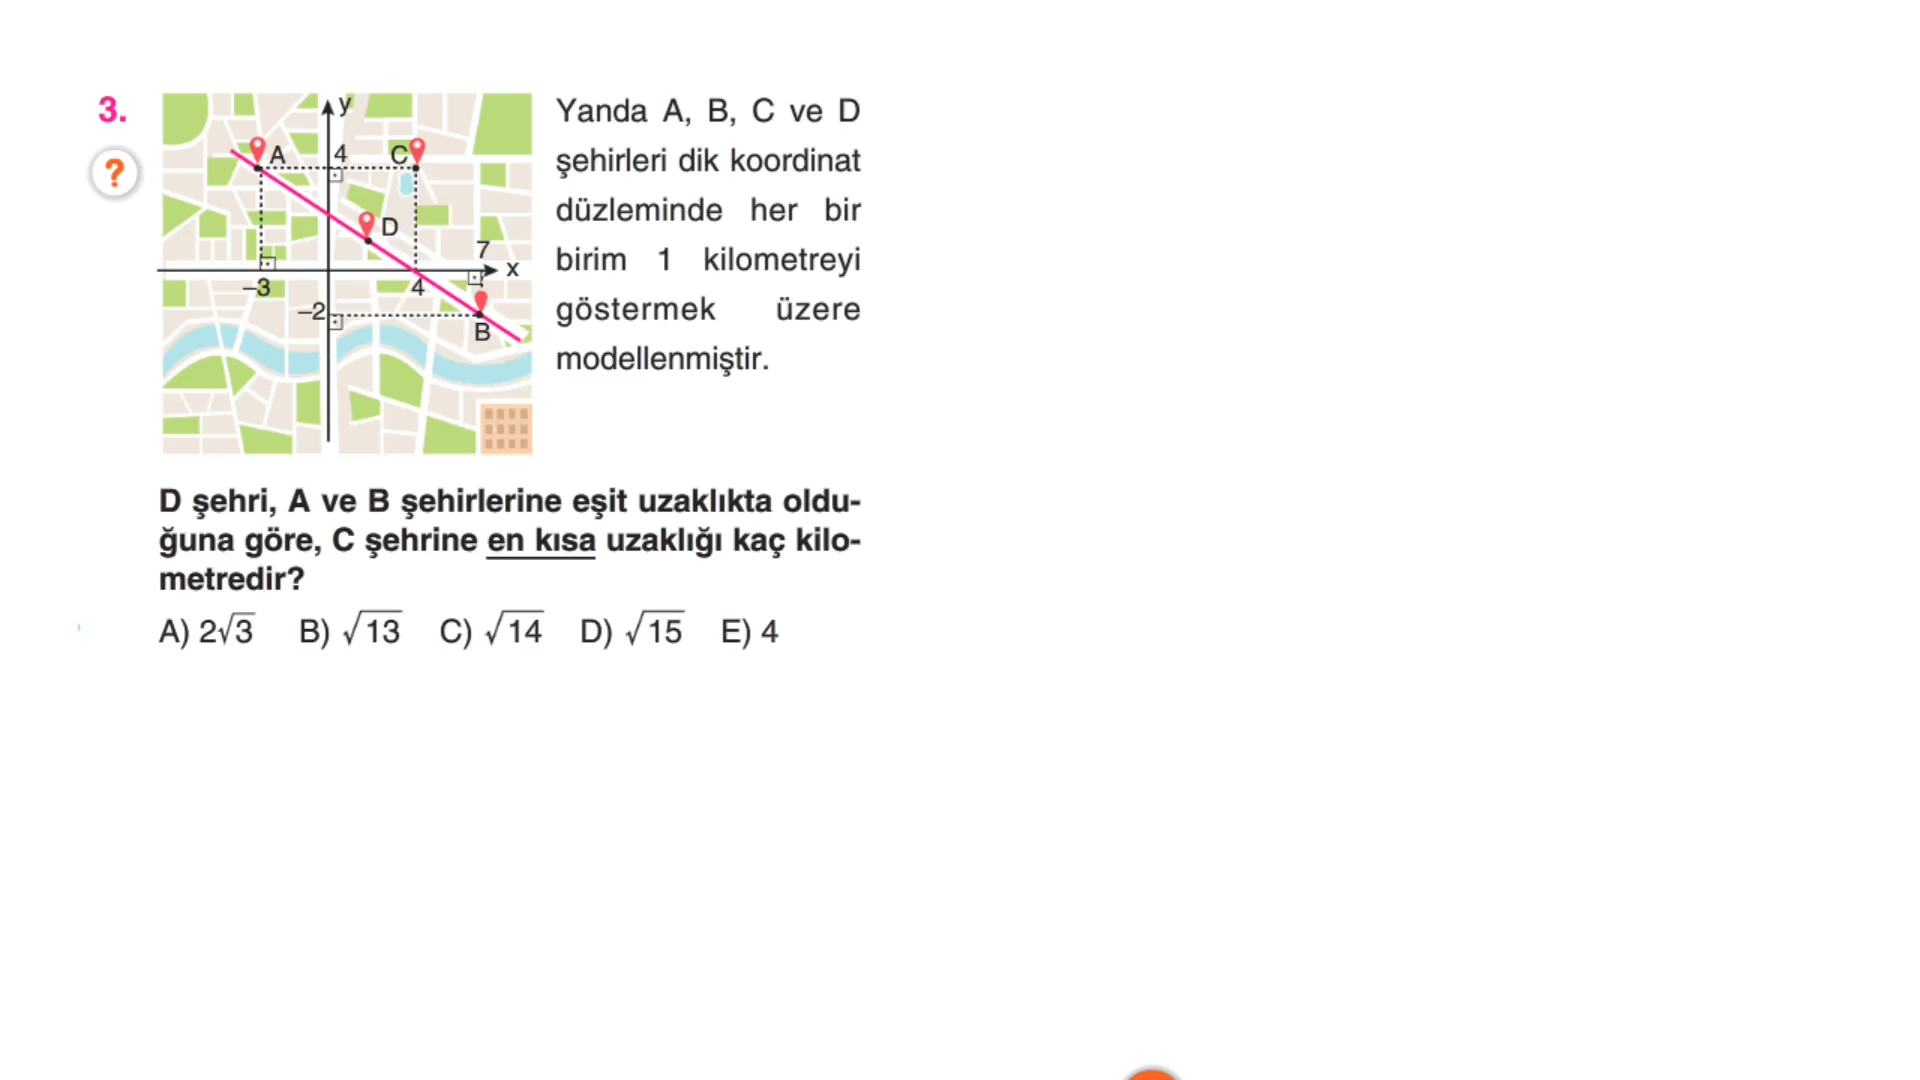 3.
?
y
A
4
C
D
7
x
–3
4
–2
B
Yanda A, B, C ve D
şehirleri dik koordinat
düzleminde her bir
birim 1 kilometreyi
göstermek üzere
modellenmiştir.
D şehri, A ve B şehirlerine eşit uzaklıkta oldu-
ğuna göre, C şehrine en kısa uzaklığı kaç kilo-
metredir?
A) 2√3 B) √13 C) √14 D) √15 E) 4